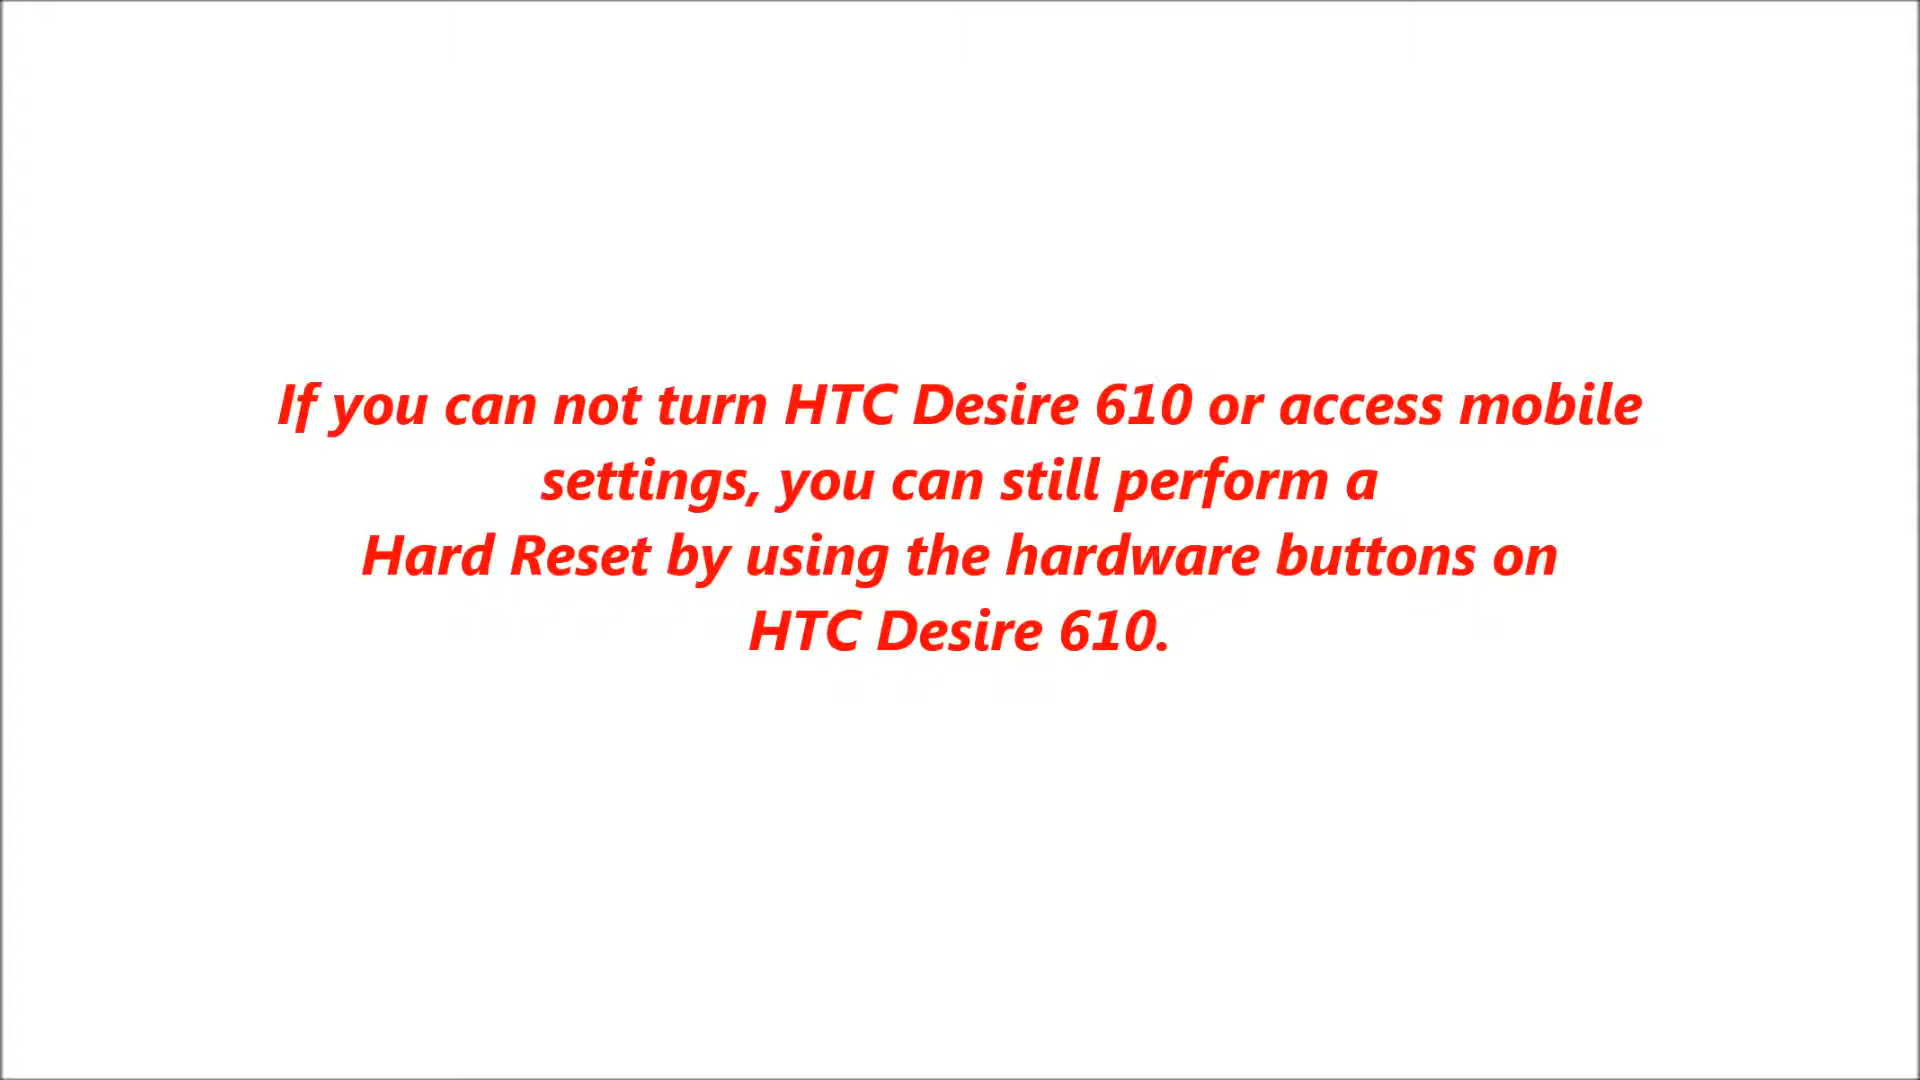 If you can not turn HTC Desire 610 or access mobile
settings, you can still perform a
Hard Reset by using the hardware buttons on
HTC Desire 610.